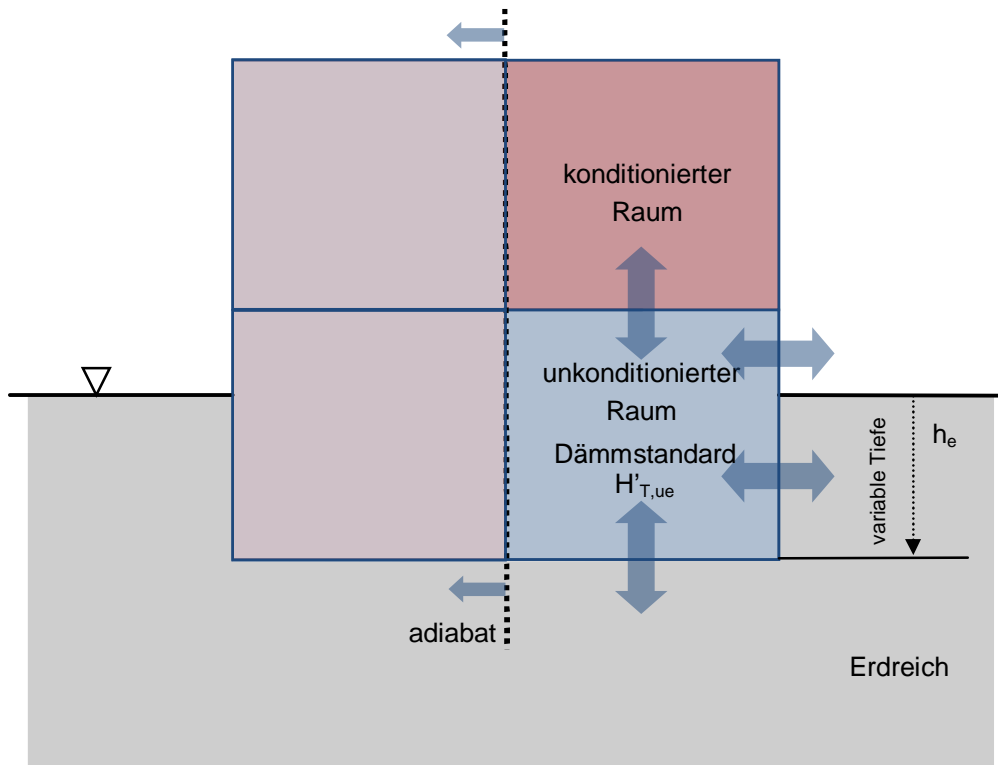 konditionierter
Raum
unkonditionierter
Raum
Dämmstandard
H'T,ue
variable Tiefe
he
adiabat
Erdreich